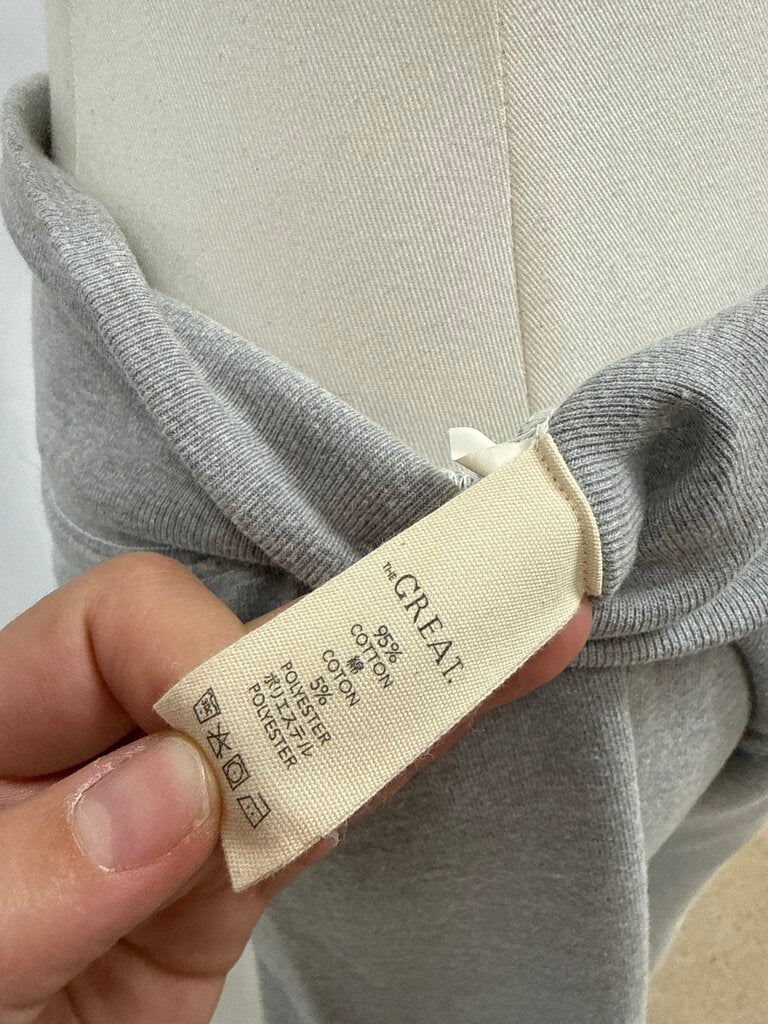 THE GREAT.
95%
COTTON
綿
COTON
5%
POLYESTER
ポリエステル
POLYESTER